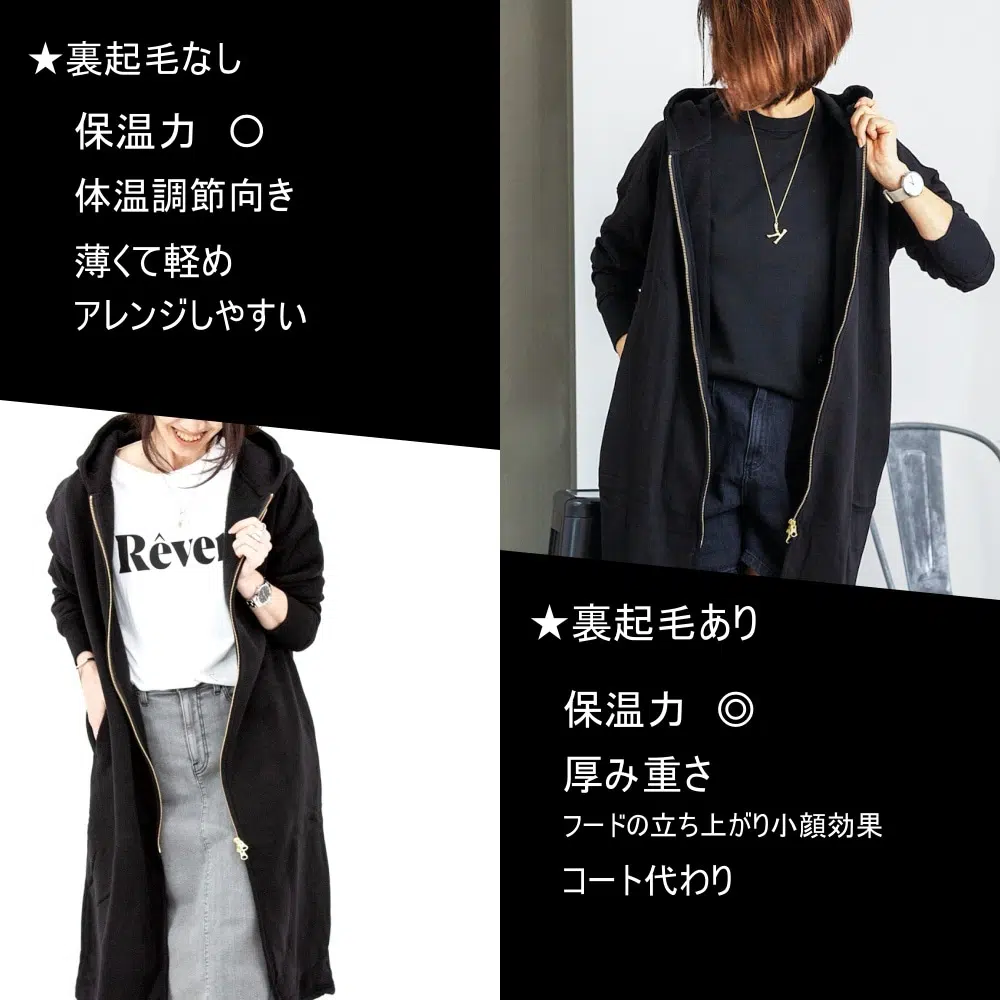 ★裏起毛なし
保温力　〇
体温調節向き
薄くて軽め
アレンジしやすい
Rêver
★裏起毛あり
保温力　◎
厚み重さ
フードの立ち上がり小顔効果
コート代わり